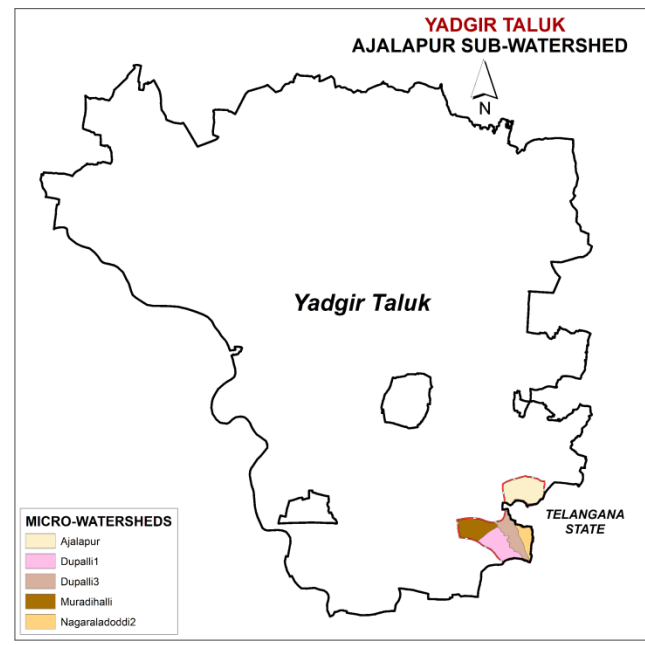 YADGIR TALUK
AJALAPUR SUB-WATERSHED
N
Yadgir Taluk
TELANGANA
STATE
MICRO-WATERSHEDS
Ajalapur
Dupalli1
Dupalli3
Muradihalli
Nagaraladoddi2